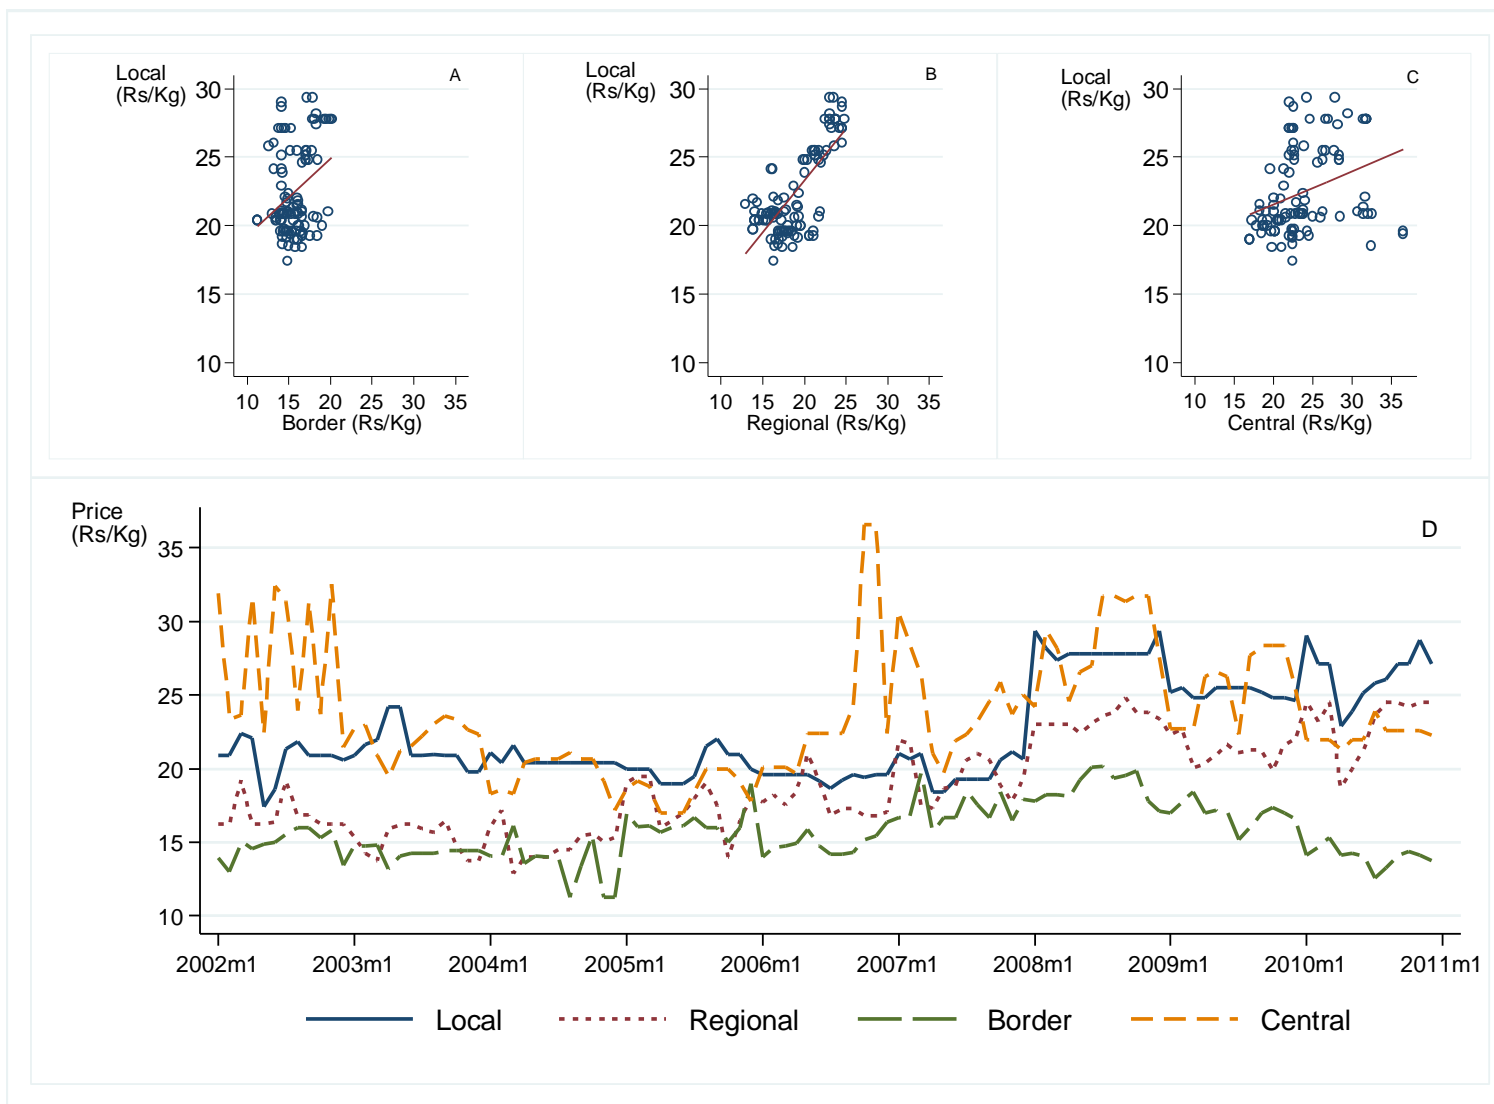 Local
(Rs/Kg)
A
30
25
20
15
10
10 15 20 25 30 35
Border (Rs/Kg)
Local
(Rs/Kg)
B
30
25
20
15
10
10 15 20 25 30 35
Regional (Rs/Kg)
Local
(Rs/Kg)
C
30
25
20
15
10
10 15 20 25 30 35
Central (Rs/Kg)
Price
(Rs/Kg)
D
35
30
25
20
15
10
2002m1 2003m1 2004m1 2005m1 2006m1 2007m1 2008m1 2009m1 2010m1 2011m1
Local Regional Border Central